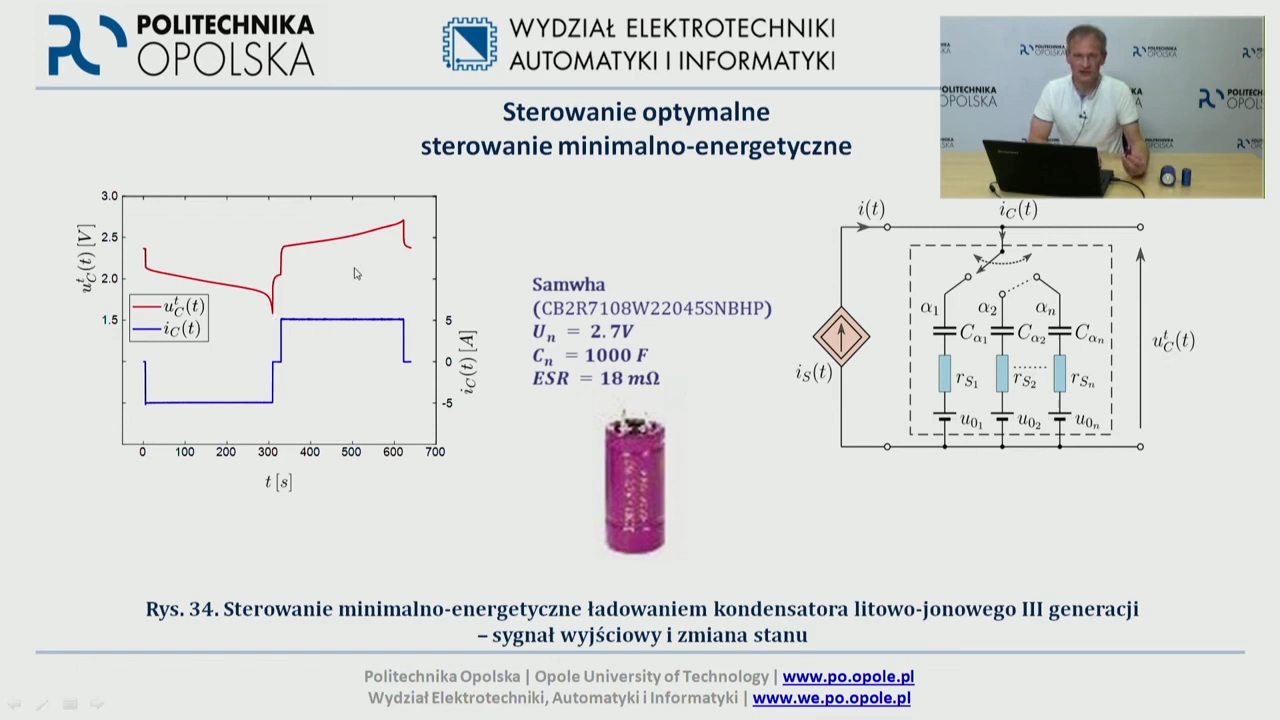 POLITECHNIKA
OPOLSKA
WYDZIAŁ ELEKTROTECHNIKI
AUTOMATYKI I INFORMATYKI
Sterowanie optymalne
sterowanie minimalno-energetyczne
3.0
2.5
2.0
1.5
u_C^t(t) [V]
u_C^t(t)
i_C(t)
5
0
-5
i_C(t) [A]
0 100 200 300 400 500 600 700
t [s]
Samwha
(CB2R7108W22045SNBHP)
U_n = 2.7V
C_n = 1000 F
ESR = 18 mΩ
i(t) i_C(t)
α_1 α_2 α_n
C_α1 C_α2 C_αn
u_C^t(t)
i_S(t)
r_S1 r_S2 ........ r_Sn
u_01 u_02 u_0n
Rys. 34. Sterowanie minimalno-energetyczne ładowaniem kondensatora litowo-jonowego III generacji
– sygnał wyjściowy i zmiana stanu
Politechnika Opolska | Opole University of Technology | www.po.opole.pl
Wydział Elektrotechniki, Automatyki i Informatyki | www.we.po.opole.pl